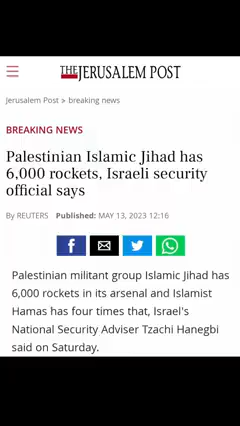 THE JERUSALEM POST
Jerusalem Post > breaking news
BREAKING NEWS
Palestinian Islamic Jihad has
6,000 rockets, Israeli security
official says
By REUTERS Published: MAY 13, 2023 12:16
Palestinian militant group Islamic Jihad has
6,000 rockets in its arsenal and Islamist
Hamas has four times that, Israel's
National Security Adviser Tzachi Hanegbi
said on Saturday.